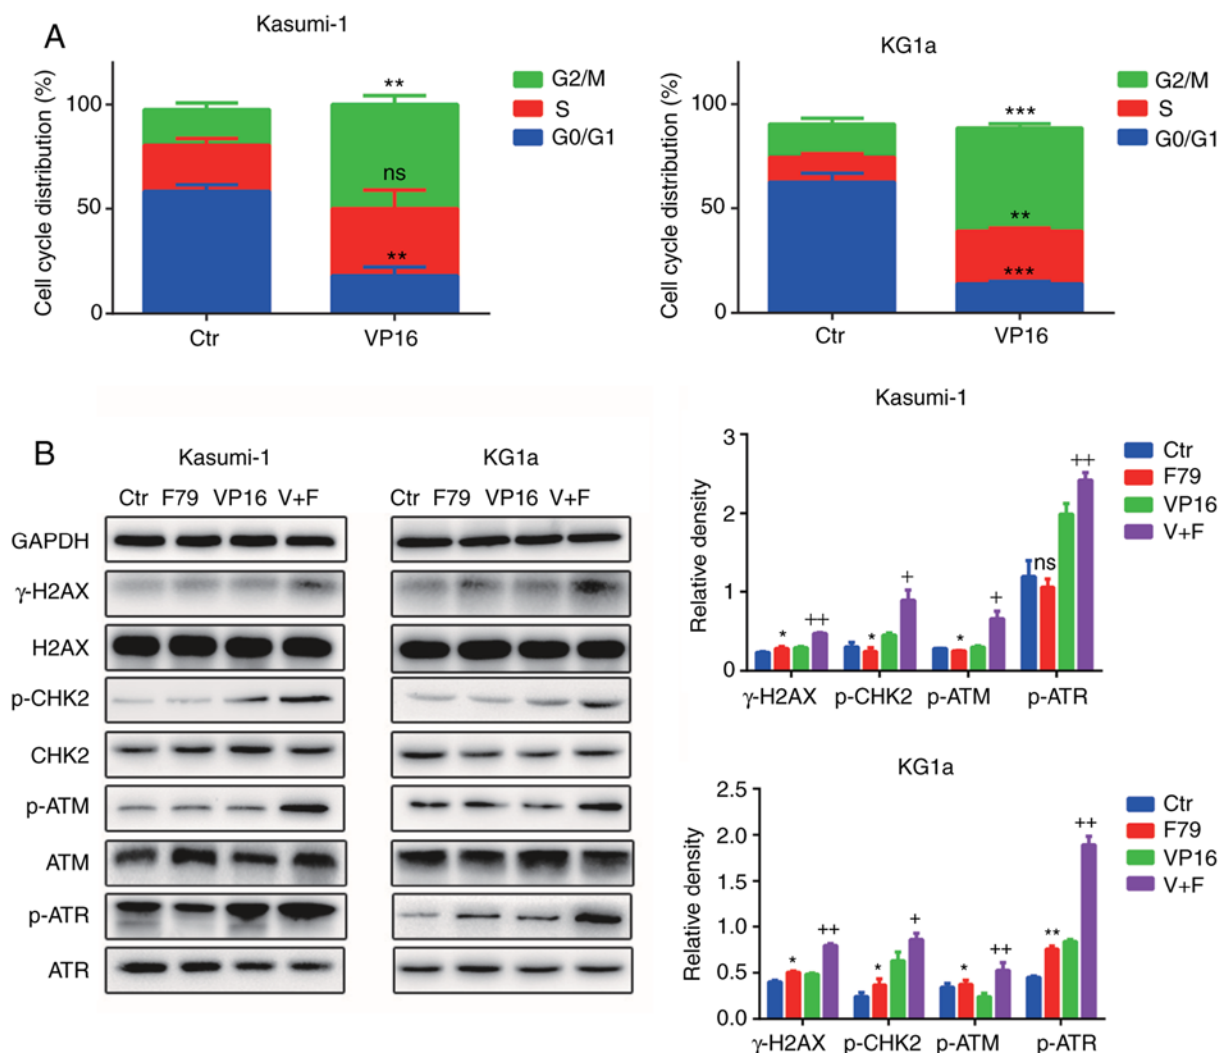 A
Kasumi-1
Cell cycle distribution (%)
100
50
0
**
ns
**
Ctr
VP16
G2/M
S
G0/G1
KG1a
Cell cycle distribution (%)
100
50
0
***
**
***
Ctr
VP16
G2/M
S
G0/G1
B
Kasumi-1
KG1a
Ctr F79 VP16 V+F
Ctr F79 VP16 V+F
GAPDH
γ-H2AX
H2AX
p-CHK2
CHK2
p-ATM
ATM
p-ATR
ATR
Kasumi-1
Relative density
3
2
1
0
* ++
* +
* +
ns ++
γ-H2AX p-CHK2 p-ATM p-ATR
Ctr
F79
VP16
V+F
KG1a
Relative density
2.5
2.0
1.0
0.5
0.0
* ++
* +
* ++
** ++
γ-H2AX p-CHK2 p-ATM p-ATR
Ctr
F79
VP16
V+F